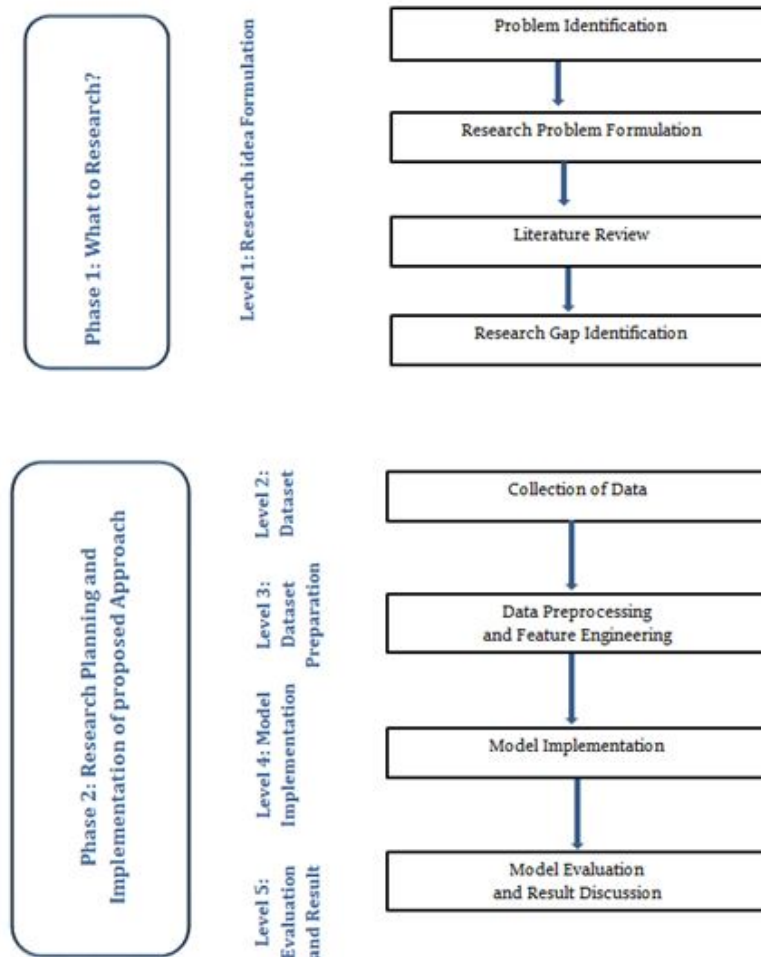 Phase 1: What to Research?
Level 1: Research idea Formulation
Problem Identification
Research Problem Formulation
Literature Review
Research Gap Identification
Phase 2: Research Planning and
Implementation of proposed Approach
Level 2:
Dataset
Collection of Data
Level 3:
Dataset
Preparation
Data Preprocessing
and Feature Engineering
Level 4: Model
Implementation
Model Implementation
Level 5:
Evaluation
and Result
Model Evaluation
and Result Discussion